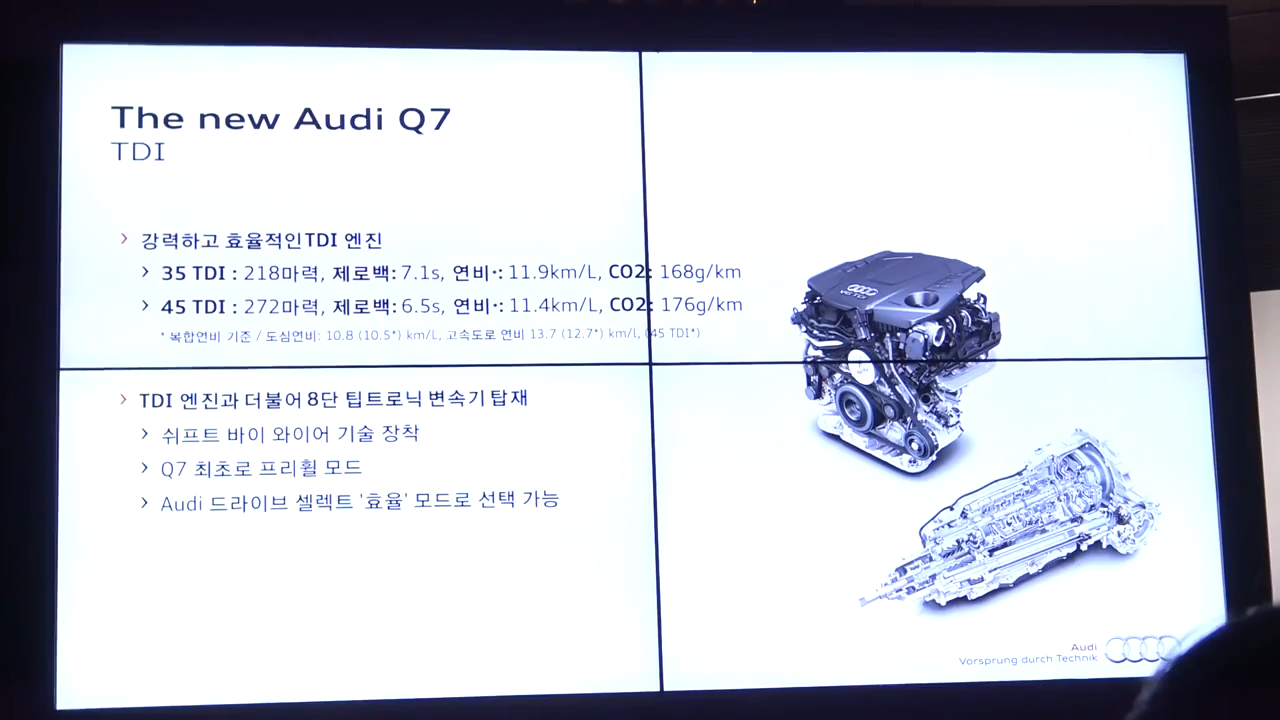 The new Audi Q7
TDI
› 강력하고 효율적인TDI 엔진
› 35 TDI : 218마력, 제로백: 7.1s, 연비*: 11.9km/L, CO2: 168g/km
› 45 TDI : 272마력, 제로백: 6.5s, 연비*: 11.4km/L, CO2: 176g/km
* 복합연비 기준 / 도심연비: 10.8 (10.5*) km/L, 고속도로 연비 13.7 (12.7*) km/l, (45 TDI*)
› TDI 엔진과 더불어 8단 팁트로닉 변속기 탑재
› 쉬프트 바이 와이어 기술 장착
› Q7 최초로 프리휠 모드
› Audi 드라이브 셀렉트 '효율' 모드로 선택 가능
Audi
Vorsprung durch Technik